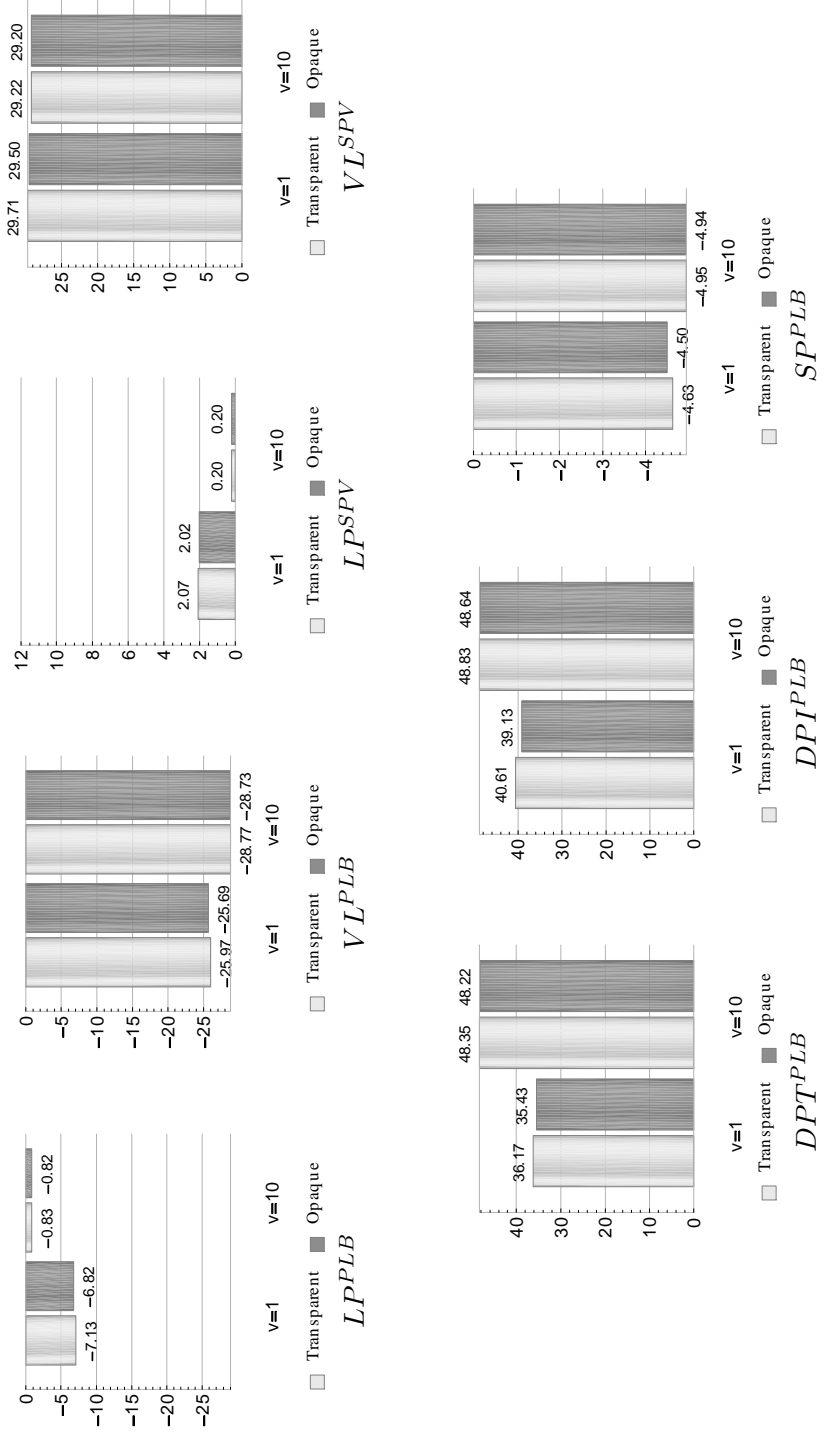 0
−5
−10
−15
−20
−25
−7.13 −6.82 −0.83 −0.82
v=1 v=10
Transparent Opaque
LP^{PLB}
0
−5
−10
−15
−20
−25
−25.97 −25.69 −28.77 −28.73
v=1 v=10
Transparent Opaque
VL^{PLB}
12
10
8
6
4
2
0
2.07 2.02 0.20 0.20
v=1 v=10
Transparent Opaque
LP^{SPV}
29.71 29.50 29.22 29.20
25
20
15
10
5
0
v=1 v=10
Transparent Opaque
VL^{SPV}
48.35 48.22
36.17 35.43
40
30
20
10
0
v=1 v=10
Transparent Opaque
DPT^{PLB}
48.83 48.64
40.61 39.13
40
30
20
10
0
v=1 v=10
Transparent Opaque
DPI^{PLB}
0
−1
−2
−3
−4
−4.63 −4.50 −4.95 −4.94
v=1 v=10
Transparent Opaque
SP^{PLB}